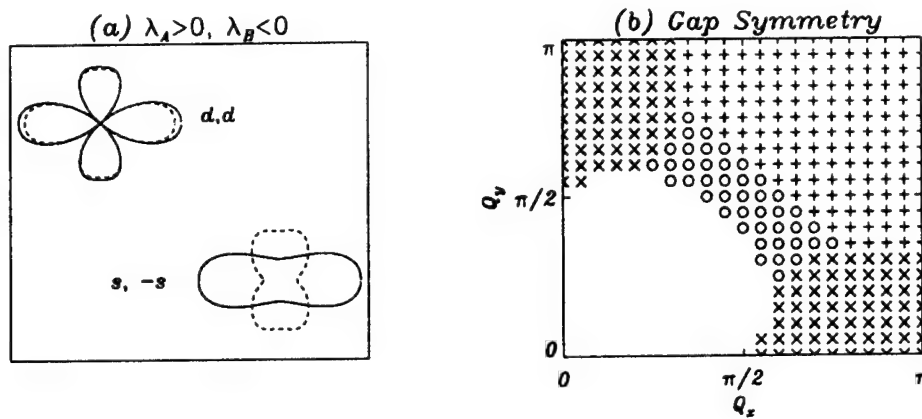 (a) λ_A>0, λ_B<0
d,d
s, -s
(b) Gap Symmetry
π
Q_y
π/2
0
0
π/2
π
Q_x